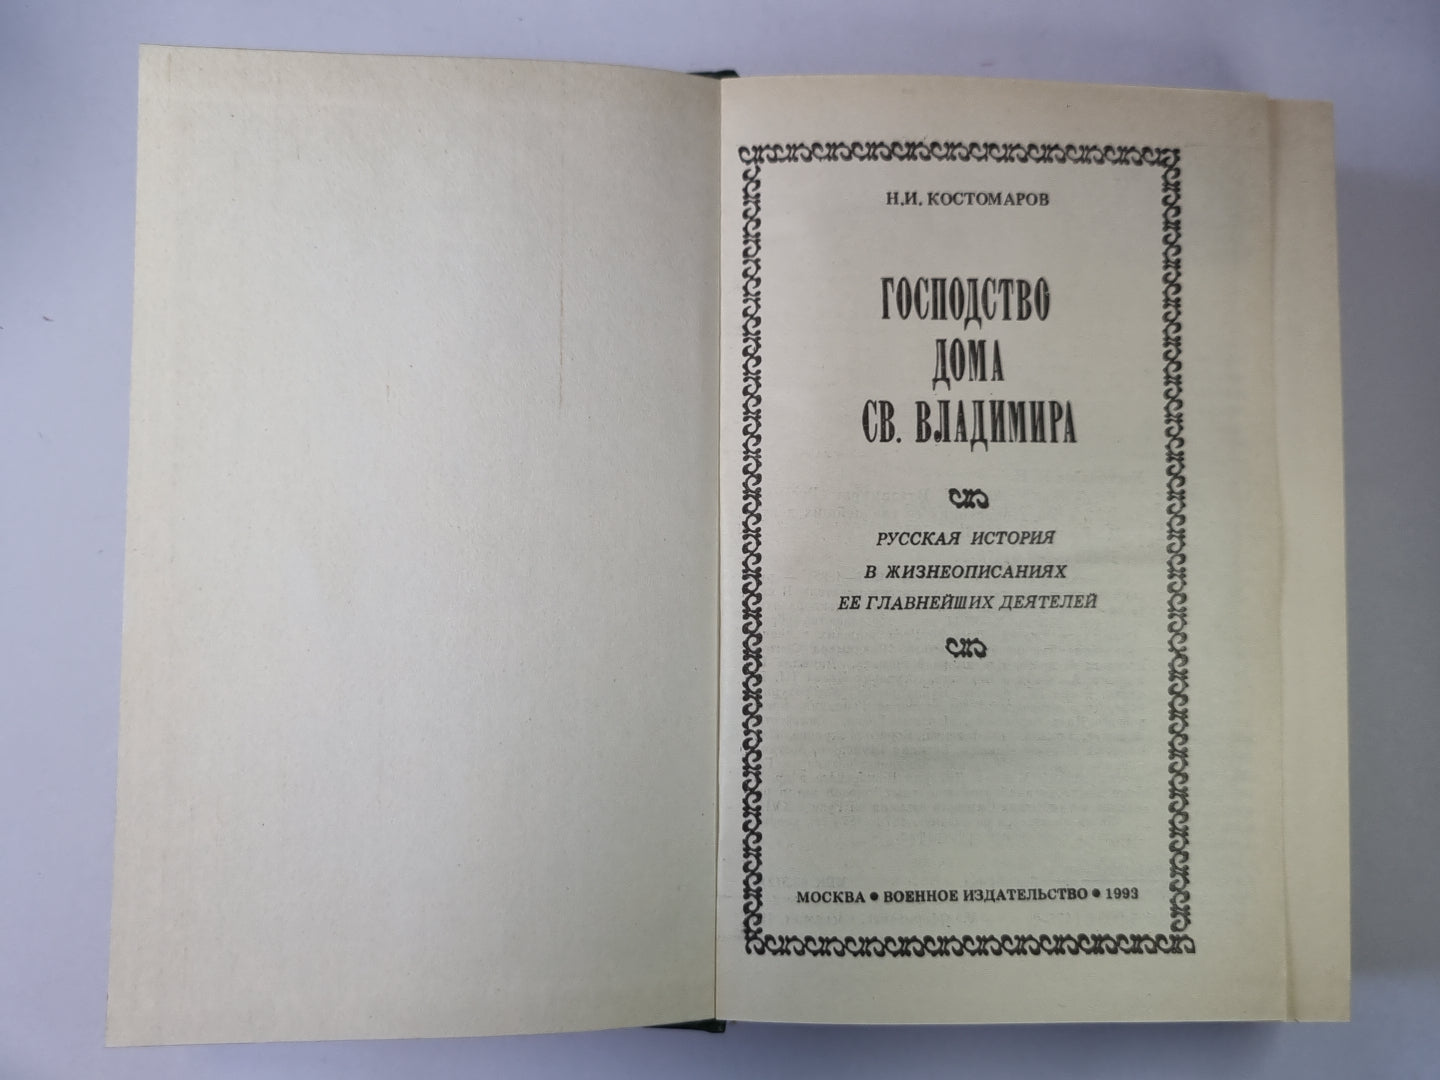 Н.И. КОСТОМАРОВ
ГОСПОДСТВО
ДОМА
СВ. ВЛАДИМИРА
РУССКАЯ ИСТОРИЯ
В ЖИЗНЕОПИСАНИЯХ
ЕЕ ГЛАВНЕЙШИХ ДЕЯТЕЛЕЙ
МОСКВА ● ВОЕННОЕ ИЗДАТЕЛЬСТВО ● 1993